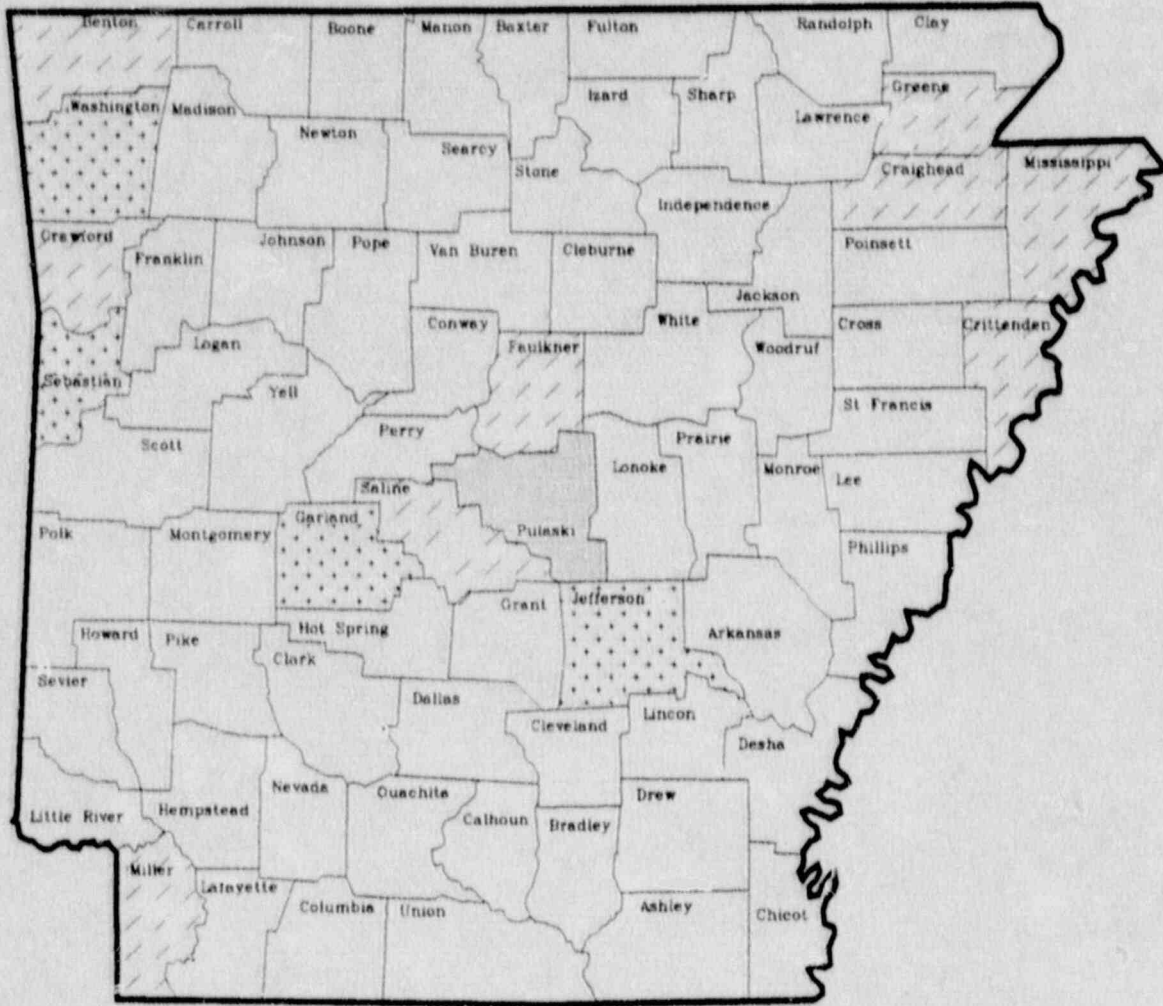 Benton Carroll Boone Manon Baxter Fulton Randolph Clay
Washington Madison Izard Sharp Greene
Newton Searcy Lawrence
Stone Craighead Mississippi
Independence
Crawford Franklin Johnson Pope Van Buren Cleburne Poinsett
Jackson
Logan Conway Faulkner White Woodruf Cross Crittenden
Sebastian Yell
St Francis
Scott Perry Lonoke Prairie Monroe Lee
Saline
Polk Montgomery Garland Pulaski Phillips
Howard Pike Hot Spring Grant Jefferson Arkansas
Clark
Sevier Dallas Cleveland Lincon Desha
Little River Hempstead Nevada Ouachita Calhoun Bradley Drew
Miller Lafayette
Columbia Union Ashley Chicot